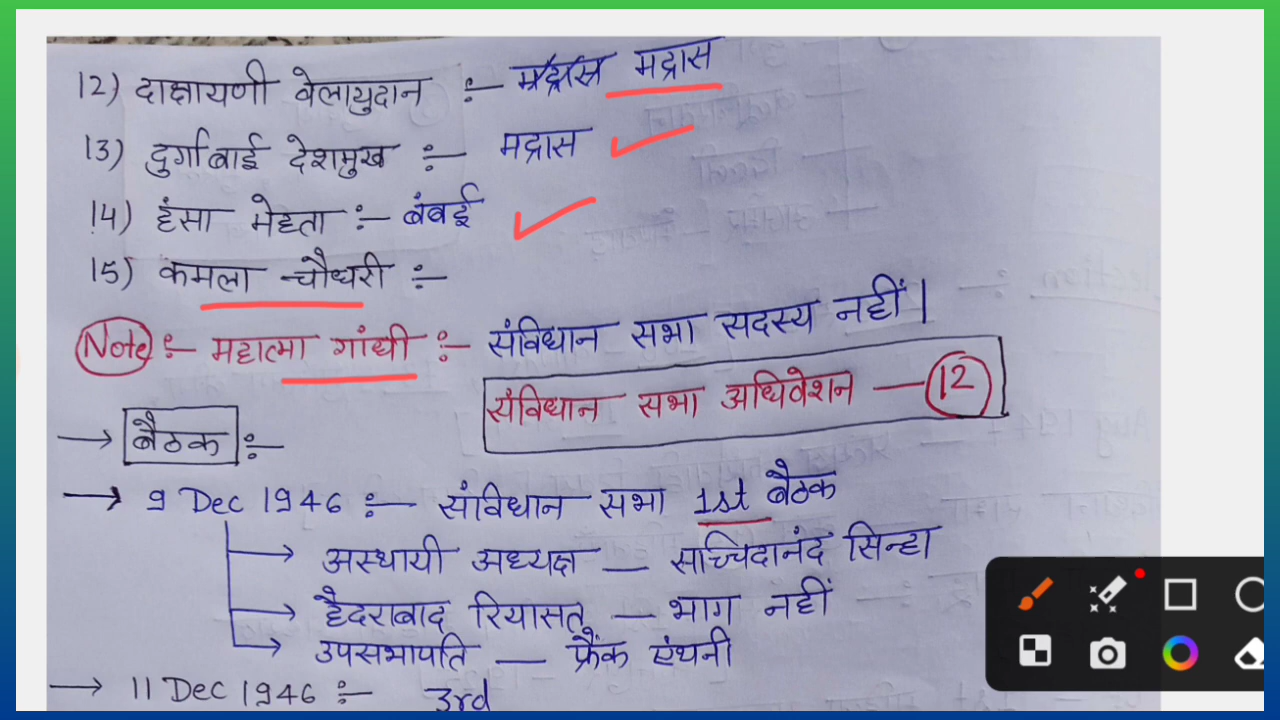 12) दाक्षायणी वेलायुदान :- मद्रास मद्रास
13) दुर्गाबाई देशमुख :- मद्रास
14) हंसा मेहता :- बंबई
15) कमला चौधरी :-
Note :- महात्मा गांधी :- संविधान सभा सदस्य नहीं।
संविधान सभा अधिवेशन — 12
→ बैठक :-
→ 9 Dec 1946 :- संविधान सभा 1st बैठक
→ अस्थायी अध्यक्ष — सच्चिदानंद सिन्हा
→ हैदराबाद रियासत — भाग नहीं
→ उपसभापति — फ्रैंक एंथनी
→ 11 Dec 1946 :- 3rd